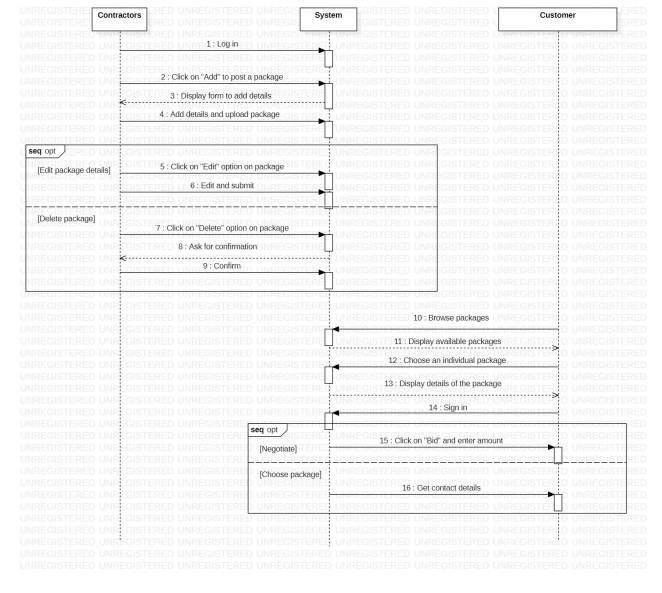 Contractors
System
Customer
1 : Log in
2 : Click on "Add" to post a package
3 : Display form to add details
4 : Add details and upload package
seq opt
[Edit package details]
5 : Click on "Edit" option on package
6 : Edit and submit
[Delete package]
7 : Click on "Delete" option on package
8 : Ask for confirmation
9 : Confirm
10 : Browse packages
11 : Display available packages
12 : Choose an individual package
13 : Display details of the package
14 : Sign in
seq opt
[Negotiate]
15 : Click on "Bid" and enter amount
[Choose package]
16 : Get contact details
UNREGISTERED